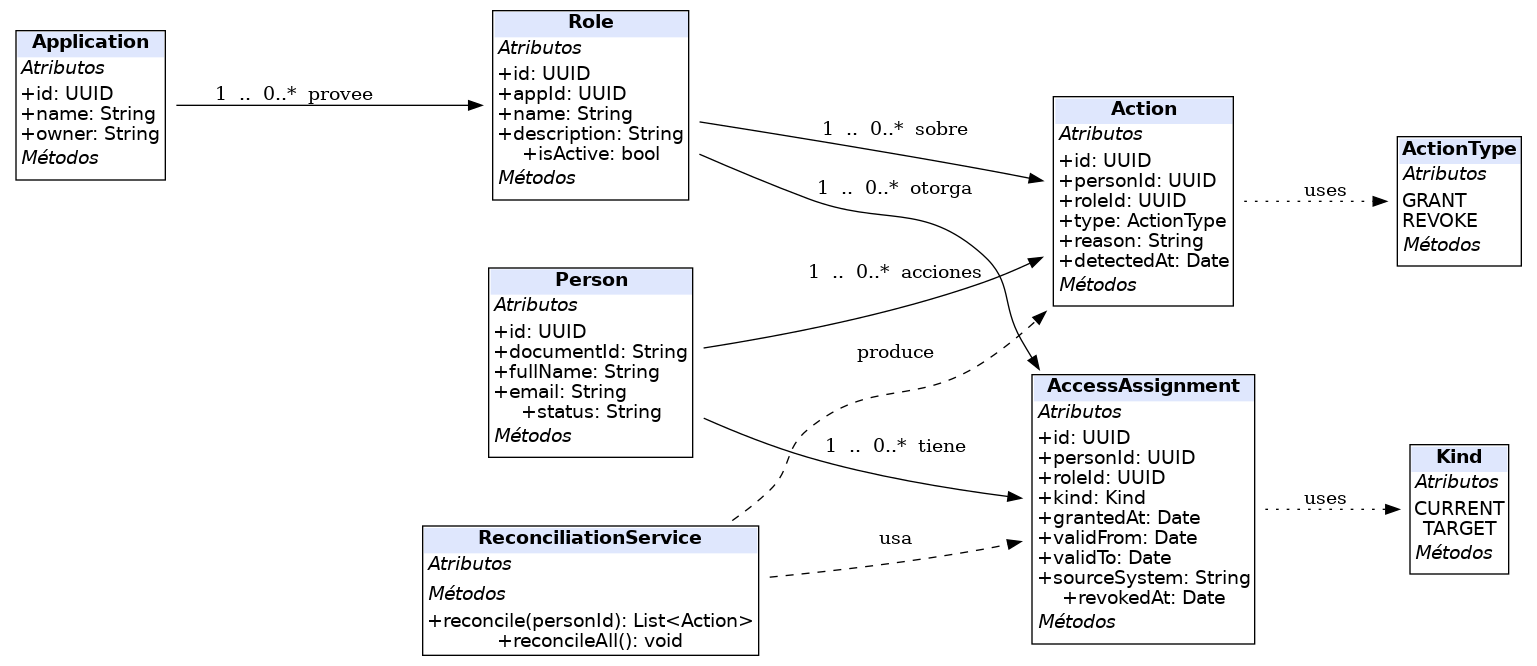 Application
Atributos
+id: UUID
+name: String
+owner: String
Métodos
1 .. 0..* provee
Role
Atributos
+id: UUID
+appId: UUID
+name: String
+description: String
+isActive: bool
Métodos
1 .. 0..* sobre
1 .. 0..* otorga
Person
Atributos
+id: UUID
+documentId: String
+fullName: String
+email: String
+status: String
Métodos
1 .. 0..* acciones
1 .. 0..* tiene
ReconciliationService
Atributos
Métodos
+reconcile(personId): List<Action>
+reconcileAll(): void
produce
usa
Action
Atributos
+id: UUID
+personId: UUID
+roleId: UUID
+type: ActionType
+reason: String
+detectedAt: Date
Métodos
uses
ActionType
Atributos
GRANT
REVOKE
Métodos
AccessAssignment
Atributos
+id: UUID
+personId: UUID
+roleId: UUID
+kind: Kind
+grantedAt: Date
+validFrom: Date
+validTo: Date
+sourceSystem: String
+revokedAt: Date
Métodos
uses
Kind
Atributos
CURRENT
TARGET
Métodos